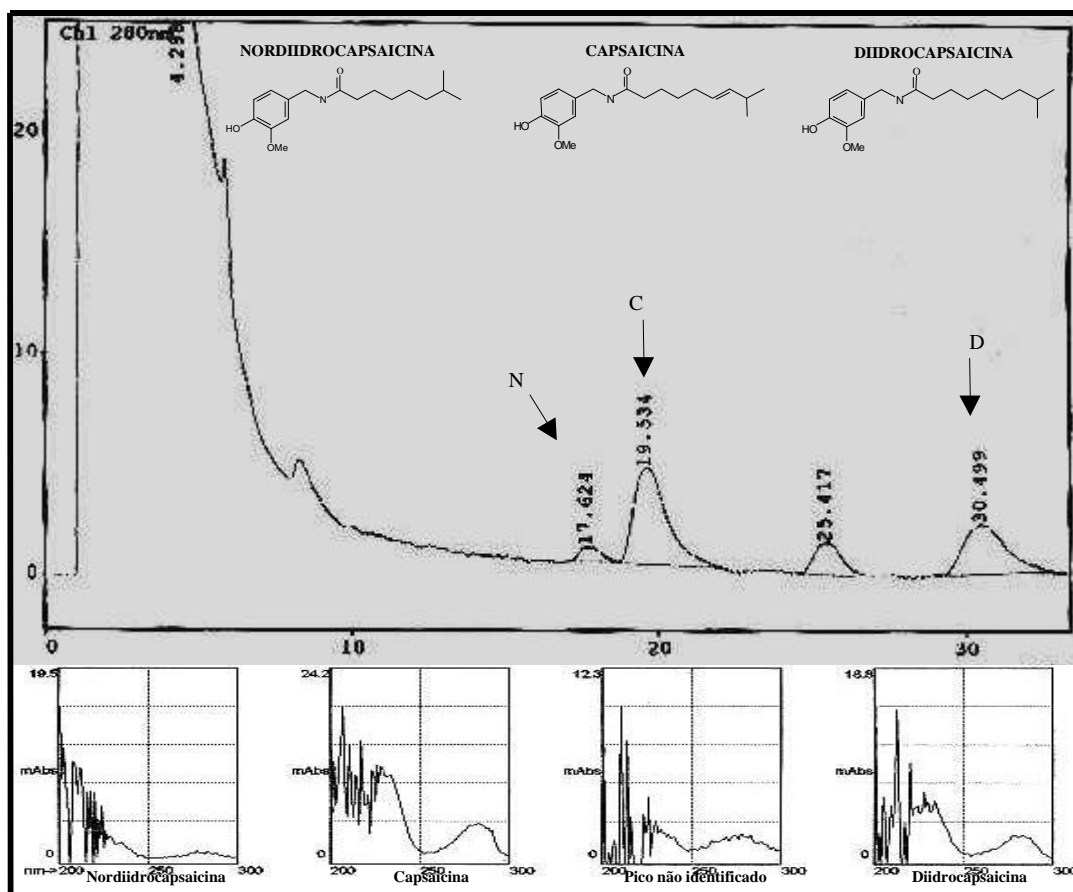 Ch1 280nm
4.298
NORDIIDROCAPSAICINA
CAPSAICINA
DIIDROCAPSAICINA
O
N
H
HO
OMe
O
N
H
HO
OMe
O
N
H
HO
OMe
20
10
0
N
C
D
17.624
19.534
25.417
30.499
0 10 20 30
19.5
mAbs
0
nm->200 250 300
Nordiidrocapsaicina
24.2
mAbs
0
200 250 300
Capsaicina
12.3
mAbs
0
200 250 300
Pico não identificado
18.8
mAbs
0
200 250 300
Diidrocapsaicina